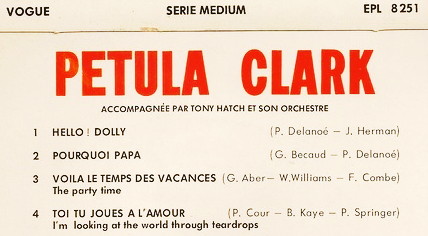 VOGUE SERIE MEDIUM EPL 8251
PETULA CLARK
ACCOMPAGNÉE PAR TONY HATCH ET SON ORCHESTRE
1 HELLO! DOLLY (P. Delanoé – J. Herman)
2 POURQUOI PAPA (G. Becaud – P. Delanoé)
3 VOILA LE TEMPS DES VACANCES (G. Aber– W.Williams – F. Combe)
The party time
4 TOI TU JOUES A L'AMOUR (P. Cour – B. Kaye – P. Springer)
I'm looking at the world through teardrops